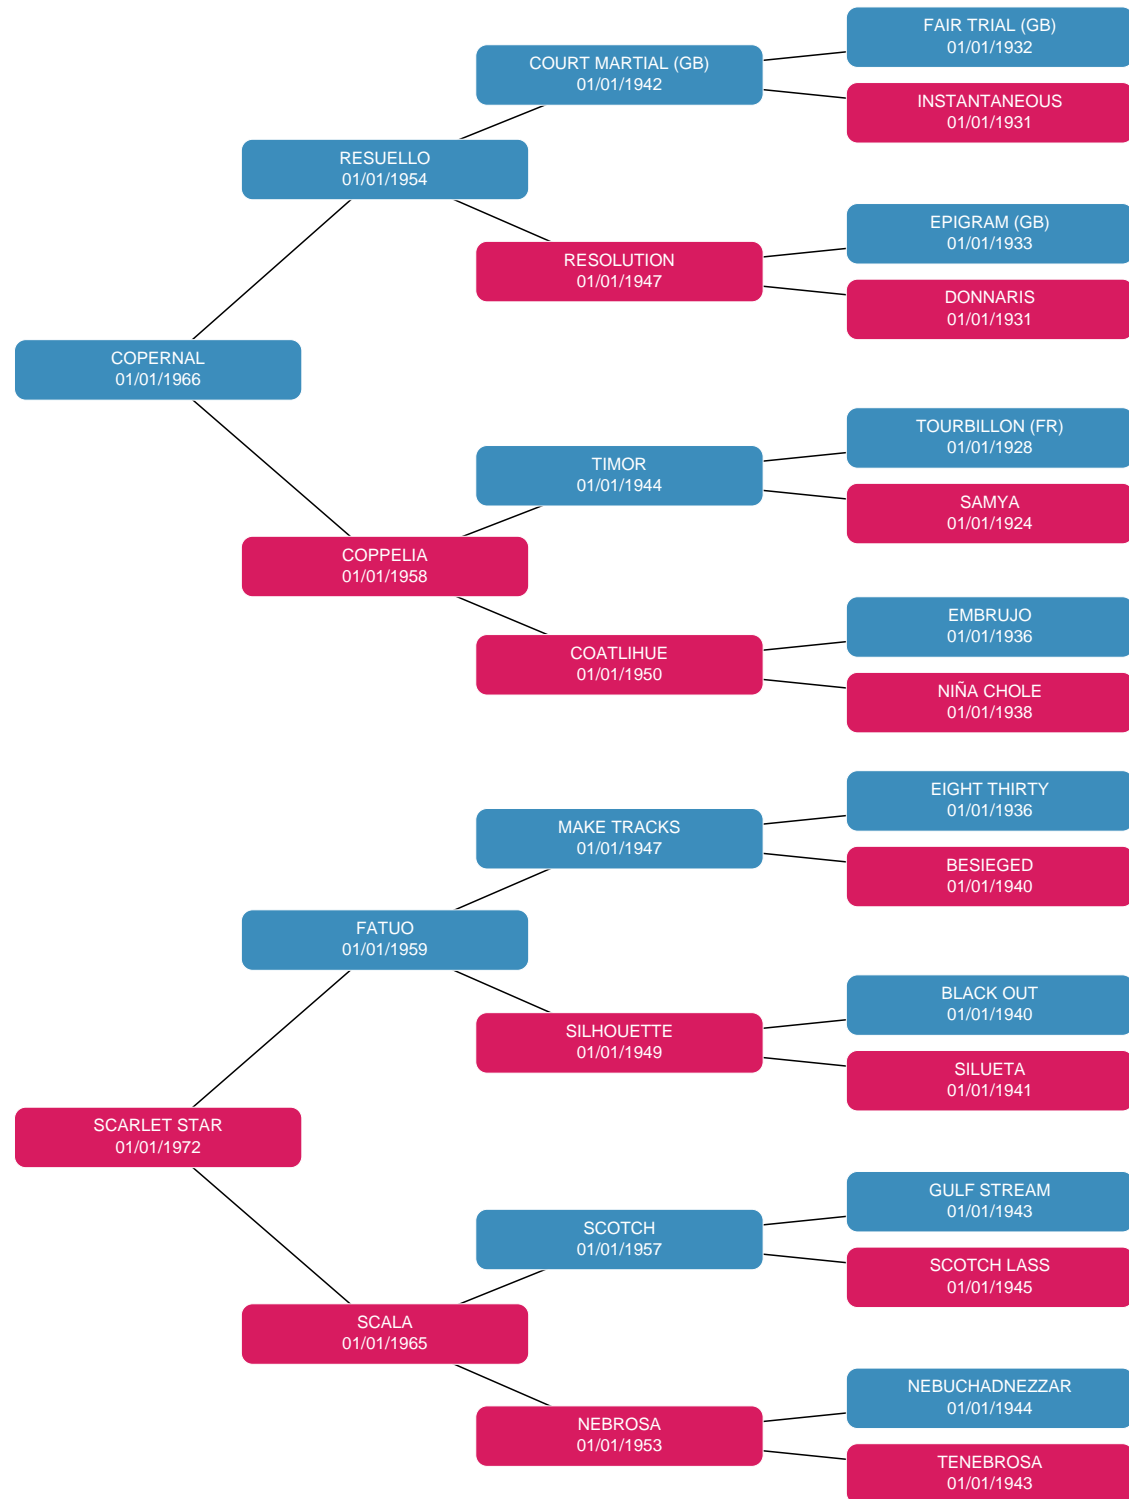 FAIR TRIAL (GB)
01/01/1932
COURT MARTIAL (GB)
01/01/1942
INSTANTANEOUS
01/01/1931
RESUELLO
01/01/1954
EPIGRAM (GB)
01/01/1933
RESOLUTION
01/01/1947
DONNARIS
01/01/1931
COPERNAL
01/01/1966
TOURBILLON (FR)
01/01/1928
TIMOR
01/01/1944
SAMYA
01/01/1924
COPPELIA
01/01/1958
EMBRUJO
01/01/1936
COATLIHUE
01/01/1950
NIÑA CHOLE
01/01/1938
EIGHT THIRTY
01/01/1936
MAKE TRACKS
01/01/1947
BESIEGED
01/01/1940
FATUO
01/01/1959
BLACK OUT
01/01/1940
SILHOUETTE
01/01/1949
SILUETA
01/01/1941
SCARLET STAR
01/01/1972
GULF STREAM
01/01/1943
SCOTCH
01/01/1957
SCOTCH LASS
01/01/1945
SCALA
01/01/1965
NEBUCHADNEZZAR
01/01/1944
NEBROSA
01/01/1953
TENEBROSA
01/01/1943